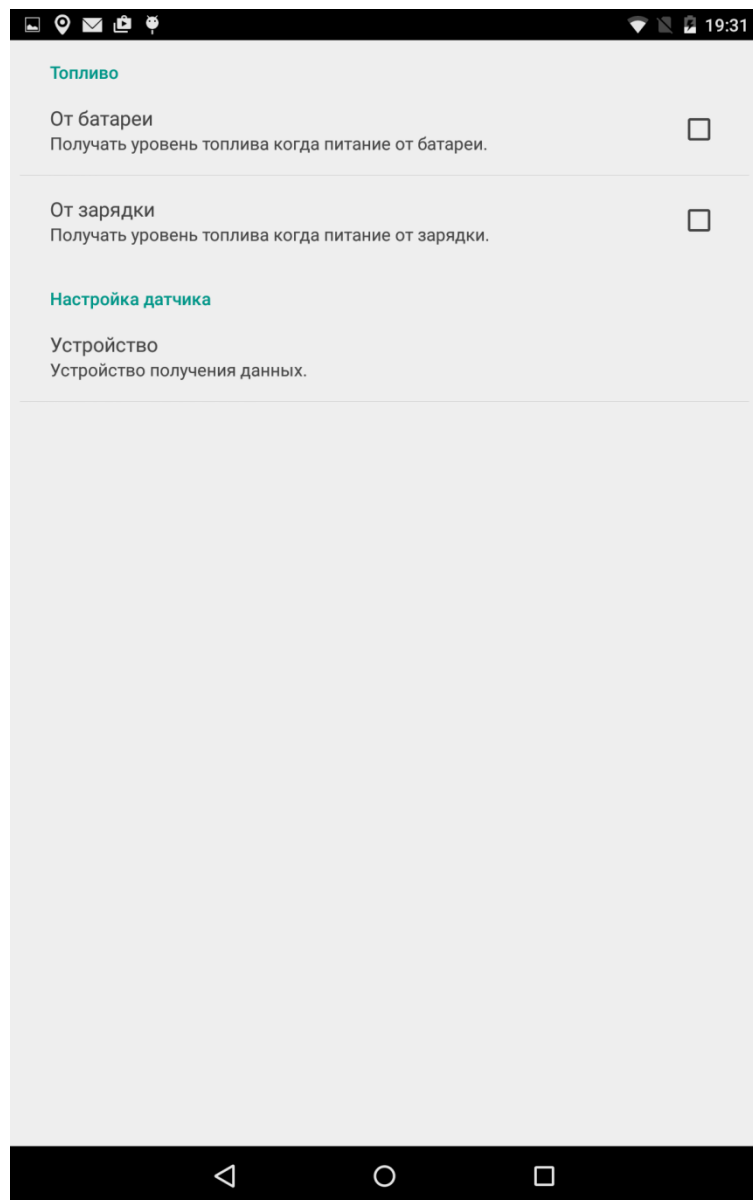 19:31
Топливо
От батареи
Получать уровень топлива когда питание от батареи.
От зарядки
Получать уровень топлива когда питание от зарядки.
Настройка датчика
Устройство
Устройство получения данных.